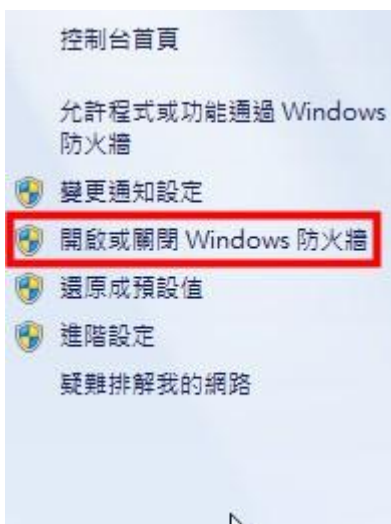 控制台首頁
允許程式或功能通過 Windows
防火牆
變更通知設定
開啟或關閉 Windows 防火牆
還原成預設值
進階設定
疑難排解我的網路